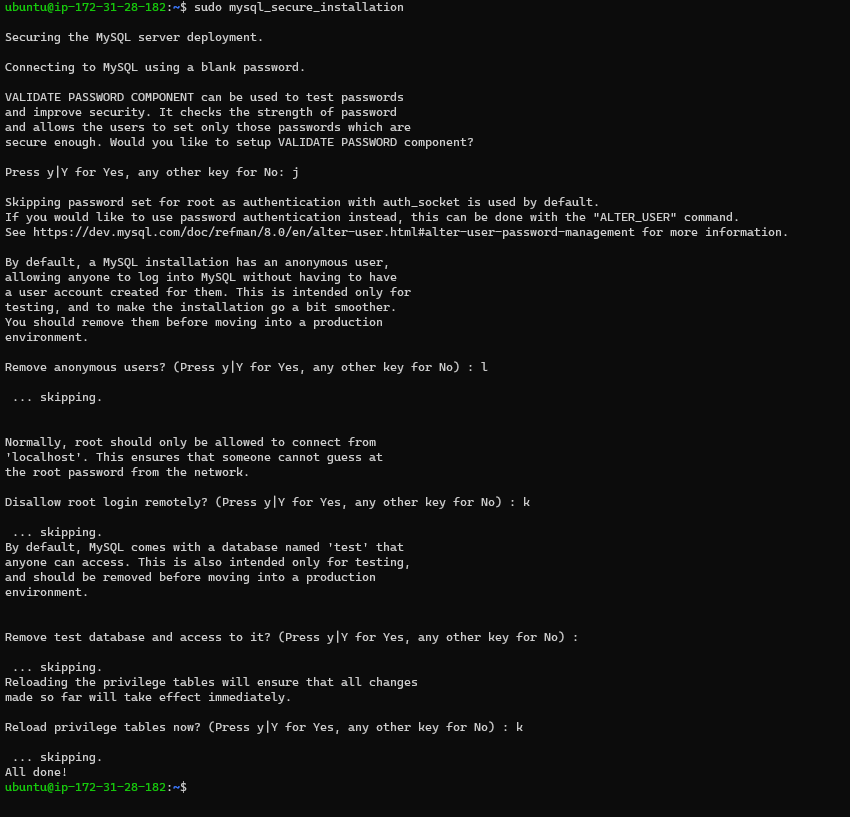 ubuntu@ip-172-31-28-182:~$ sudo mysql_secure_installation
Securing the MySQL server deployment.
Connecting to MySQL using a blank password.
VALIDATE PASSWORD COMPONENT can be used to test passwords
and improve security. It checks the strength of password
and allows the users to set only those passwords which are
secure enough. Would you like to setup VALIDATE PASSWORD component?
Press y|Y for Yes, any other key for No: j
Skipping password set for root as authentication with auth_socket is used by default.
If you would like to use password authentication instead, this can be done with the "ALTER_USER" command.
See https://dev.mysql.com/doc/refman/8.0/en/alter-user.html#alter-user-password-management for more information.
By default, a MySQL installation has an anonymous user,
allowing anyone to log into MySQL without having to have
a user account created for them. This is intended only for
testing, and to make the installation go a bit smoother.
You should remove them before moving into a production
environment.
Remove anonymous users? (Press y|Y for Yes, any other key for No) : l
... skipping.
Normally, root should only be allowed to connect from
'localhost'. This ensures that someone cannot guess at
the root password from the network.
Disallow root login remotely? (Press y|Y for Yes, any other key for No) : k
... skipping.
By default, MySQL comes with a database named 'test' that
anyone can access. This is also intended only for testing,
and should be removed before moving into a production
environment.
Remove test database and access to it? (Press y|Y for Yes, any other key for No) :
... skipping.
Reloading the privilege tables will ensure that all changes
made so far will take effect immediately.
Reload privilege tables now? (Press y|Y for Yes, any other key for No) : k
... skipping.
All done!
ubuntu@ip-172-31-28-182:~$